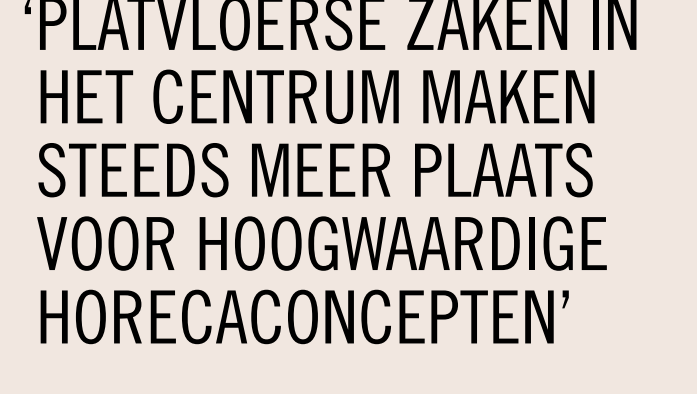 ‘PLATVLOERSE ZAKEN IN
HET CENTRUM MAKEN
STEEDS MEER PLAATS
VOOR HOOGWAARDIGE
HORECACONCEPTEN’